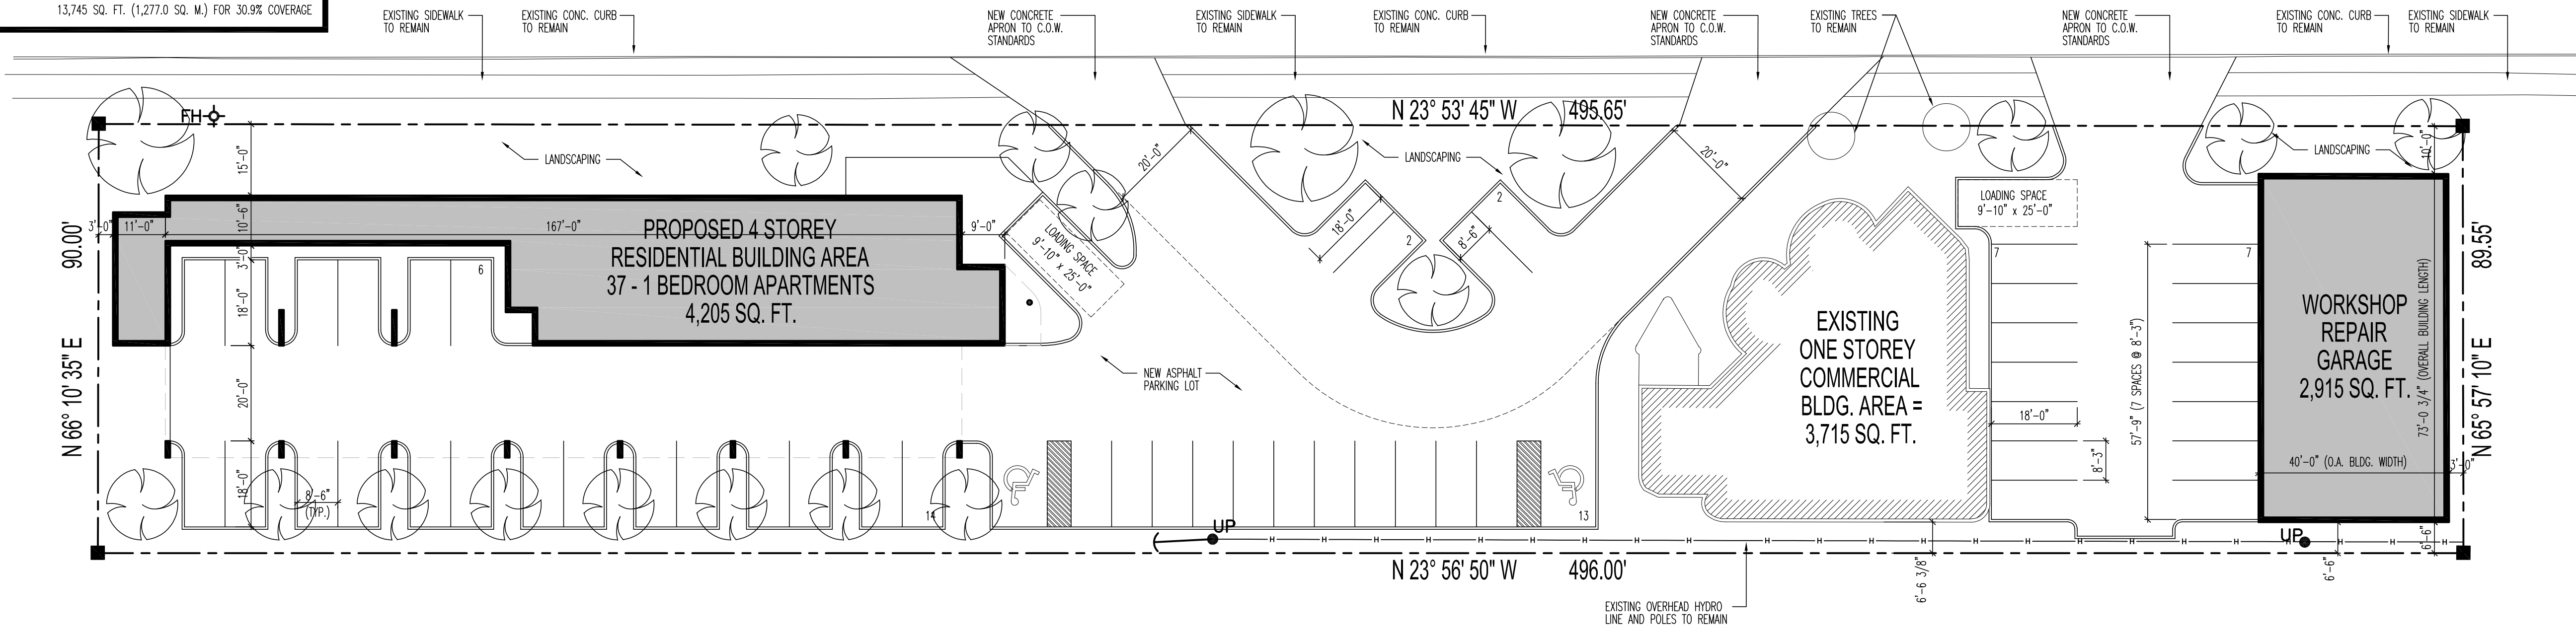 13,745 SQ. FT. (1,277.0 SQ. M.) FOR 30.9% COVERAGE
EXISTING SIDEWALK
TO REMAIN
EXISTING CONC. CURB
TO REMAIN
NEW CONCRETE
APRON TO C.O.W.
STANDARDS
EXISTING SIDEWALK
TO REMAIN
EXISTING CONC. CURB
TO REMAIN
NEW CONCRETE
APRON TO C.O.W.
STANDARDS
EXISTING TREES
TO REMAIN
NEW CONCRETE
APRON TO C.O.W.
STANDARDS
EXISTING CONC. CURB
TO REMAIN
EXISTING SIDEWALK
TO REMAIN
FH
N 23° 53' 45" W 495.65'
15'-0"
LANDSCAPING
20'-0"
LANDSCAPING
20'-0"
LANDSCAPING
10'-0"
N 66° 10' 35" E 90.00'
3'-0"
11'-0"
10'-6"
167'-0"
9'-0"
PROPOSED 4 STOREY
RESIDENTIAL BUILDING AREA
37 - 1 BEDROOM APARTMENTS
4,205 SQ. FT.
LOADING SPACE
9'-10" x 25'-0"
18'-0"
2
2
8'-6"
LOADING SPACE
9'-10" x 25'-0"
3'-0"
6
18'-0"
7
7
57'-9" (7 SPACES @ 8'-3")
EXISTING
ONE STOREY
COMMERCIAL
BLDG. AREA =
3,715 SQ. FT.
WORKSHOP
REPAIR
GARAGE
2,915 SQ. FT.
73'-0 3/4" (OVERALL BUILDING LENGTH)
N 65° 57' 10" E 89.55'
20'-0"
NEW ASPHALT
PARKING LOT
18'-0"
8'-3"
40'-0" (O.A. BLDG. WIDTH)
3'-0"
18'-0"
8'-6"
(TYP.)
14
13
UP
H H H H H H H H H H H H H H H H H H H H H H H H H H
UP
6'-6"
6'-6"
6'-6 3/8"
N 23° 56' 50" W 496.00'
EXISTING OVERHEAD HYDRO
LINE AND POLES TO REMAIN